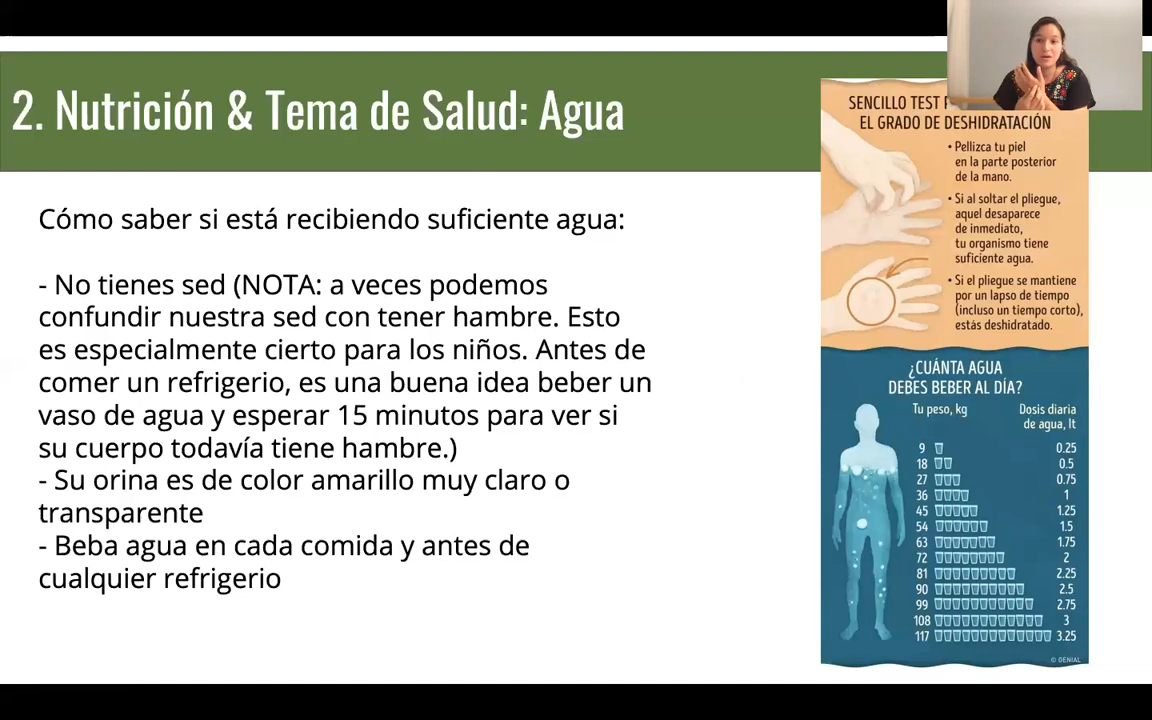 2. Nutrición & Tema de Salud: Agua
Cómo saber si está recibiendo suficiente agua:
- No tienes sed (NOTA: a veces podemos
confundir nuestra sed con tener hambre. Esto
es especialmente cierto para los niños. Antes de
comer un refrigerio, es una buena idea beber un
vaso de agua y esperar 15 minutos para ver si
su cuerpo todavía tiene hambre.)
- Su orina es de color amarillo muy claro o
transparente
- Beba agua en cada comida y antes de
cualquier refrigerio
SENCILLO TEST
EL GRADO DE DESHIDRATACIÓN
• Pellizca tu piel
en la parte posterior
de la mano.
• Si al soltar el pliegue,
aquel desaparece
de inmediato,
tu organismo tiene
suficiente agua.
• Si el pliegue se mantiene
por un lapso de tiempo
(incluso un tiempo corto),
estás deshidratado.
¿CUÁNTA AGUA
DEBES BEBER AL DÍA?
Tu peso, kg
Dosis diaria
de agua, lt
9 0.25
18 0.5
27 0.75
36 1
45 1.25
54 1.5
63 1.75
72 2
81 2.25
90 2.5
99 2.75
108 3
117 3.25
© GENIAL